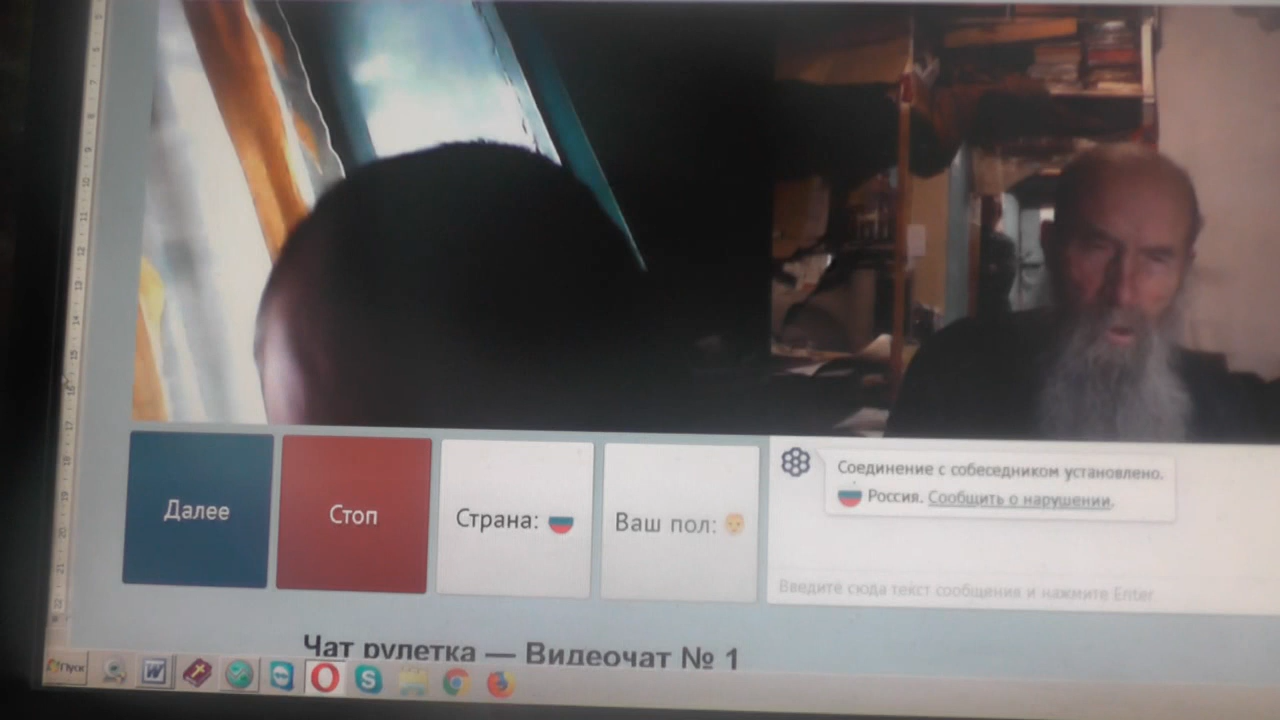 Далее
Стоп
Страна:
Ваш пол:
Соединение с собеседником установлено.
Россия. Сообщить о нарушении.
Введите сюда текст сообщения и нажмите Enter
Чат рулетка — Видеочат № 1
Пуск